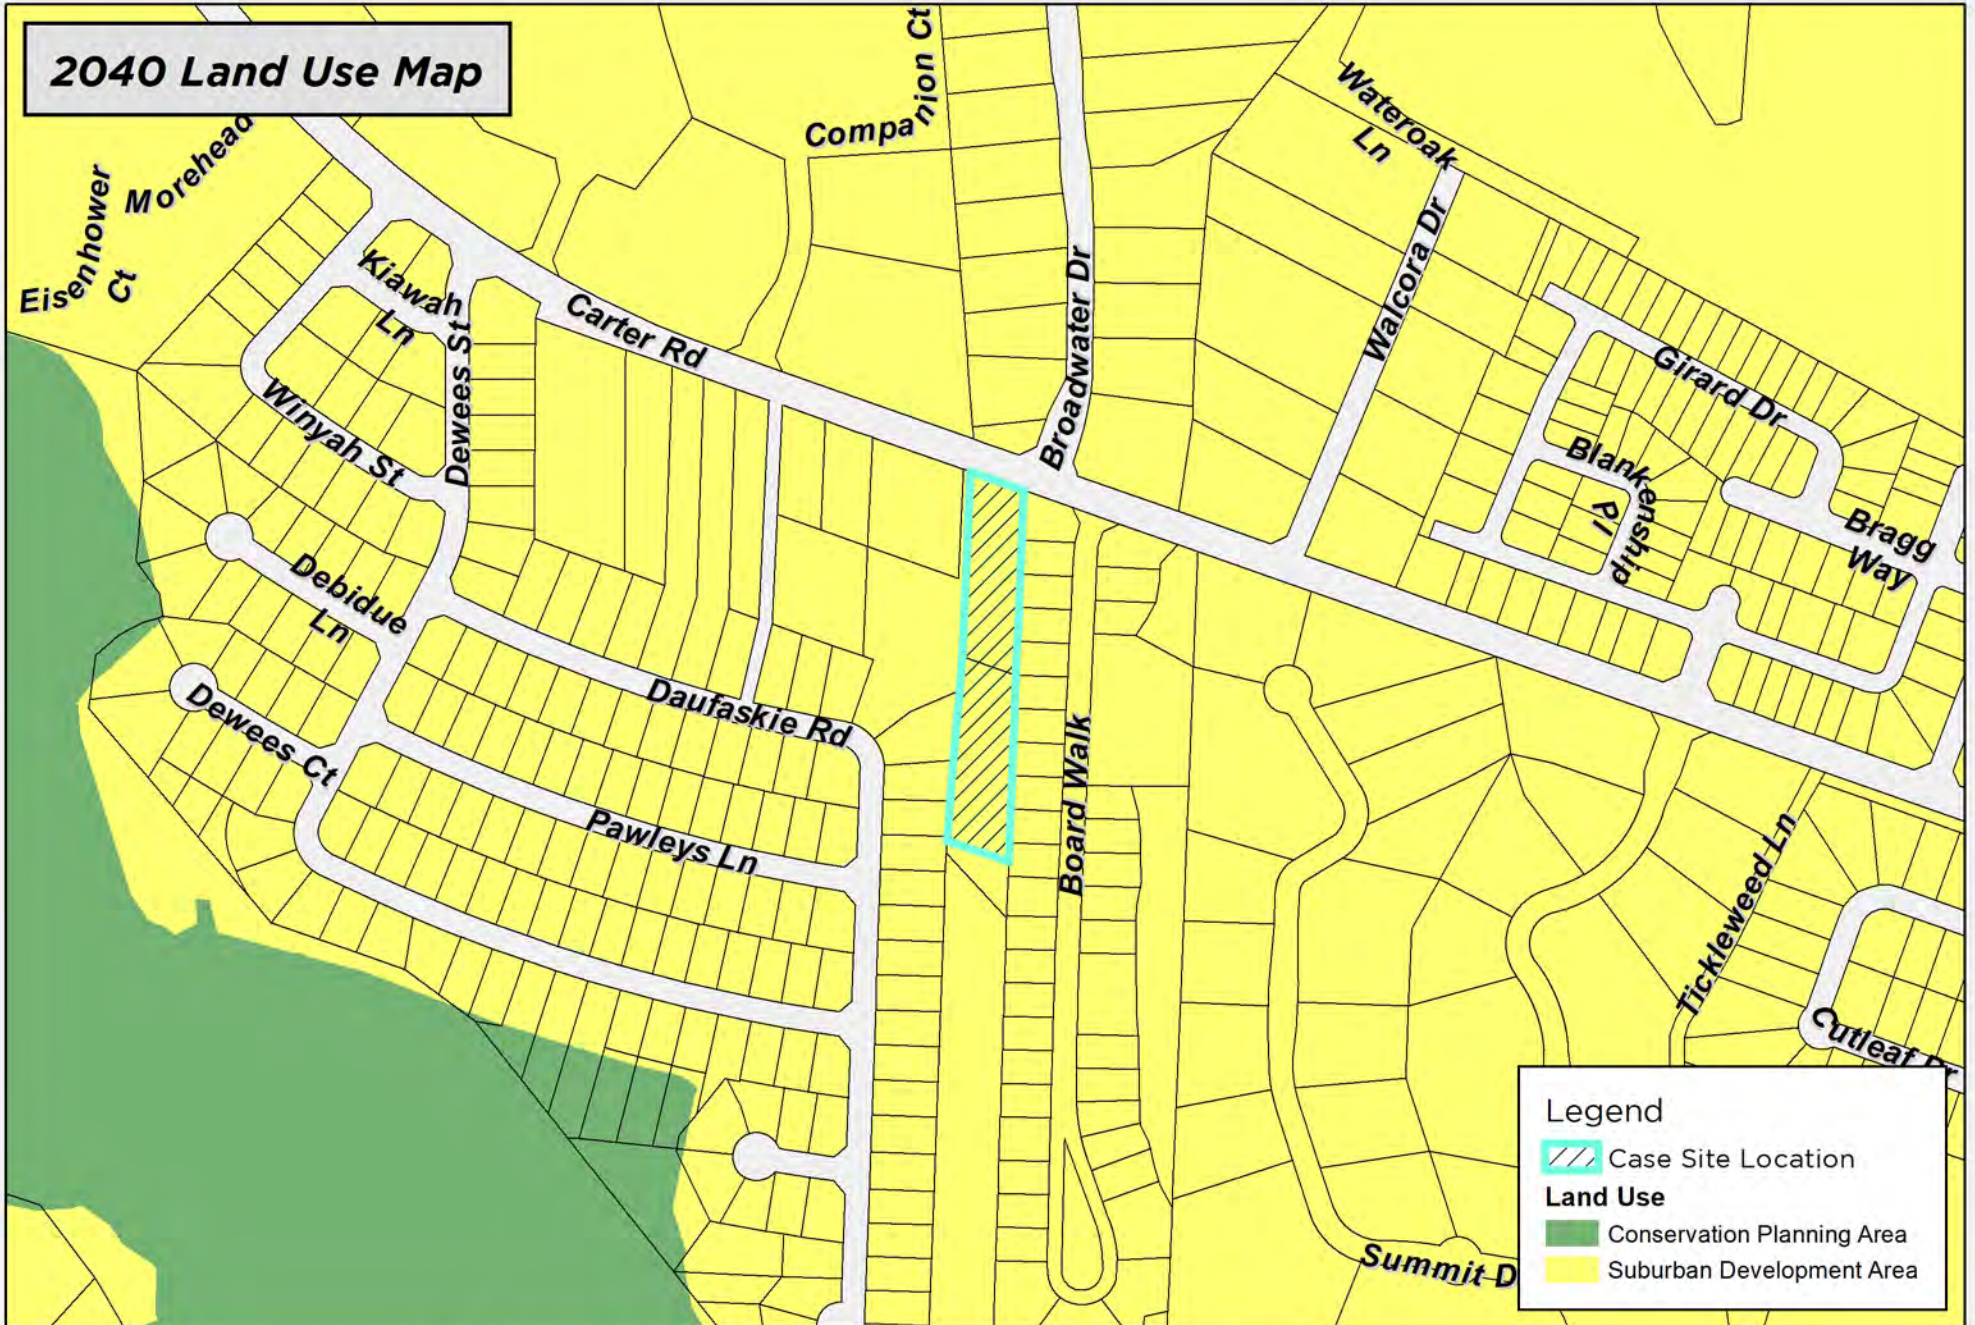 2040 Land Use Map
Companion Ct
Morehead
Eisenhower
Ct
Wateroak
Ln
Walcora Dr
Broadwater Dr
Kiawah
Ln
Dewees St
Carter Rd
Winyah St
Girard Dr
Blankenship
Pl
Bragg
Way
Debidue
Ln
Dewees Ct
Daufaskie Rd
Pawleys Ln
Board Walk
Tickleweed Ln
Cutleaf Dr
Summit D
Legend
Case Site Location
Land Use
Conservation Planning Area
Suburban Development Area